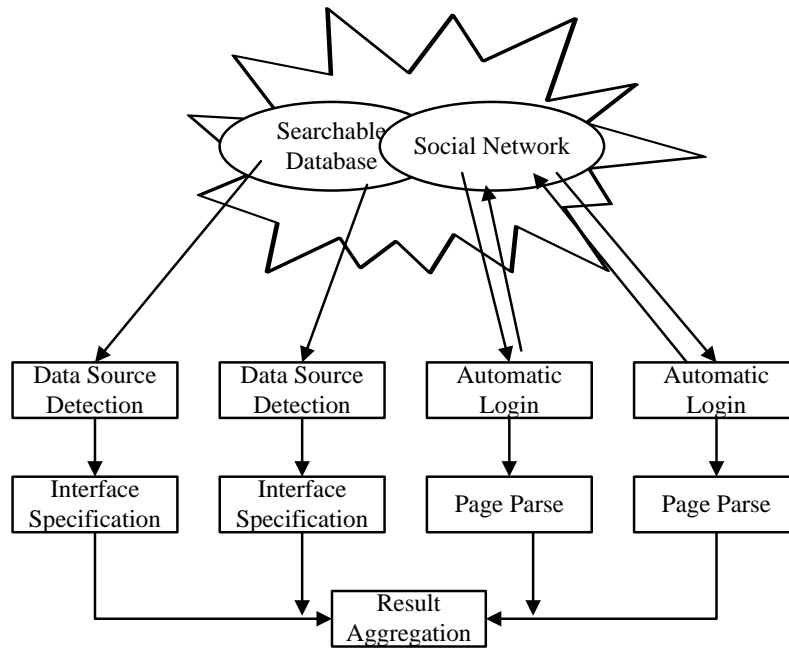 Searchable
Database
Social Network
Data Source
Detection
Data Source
Detection
Automatic
Login
Automatic
Login
Interface
Specification
Interface
Specification
Page Parse
Page Parse
Result
Aggregation